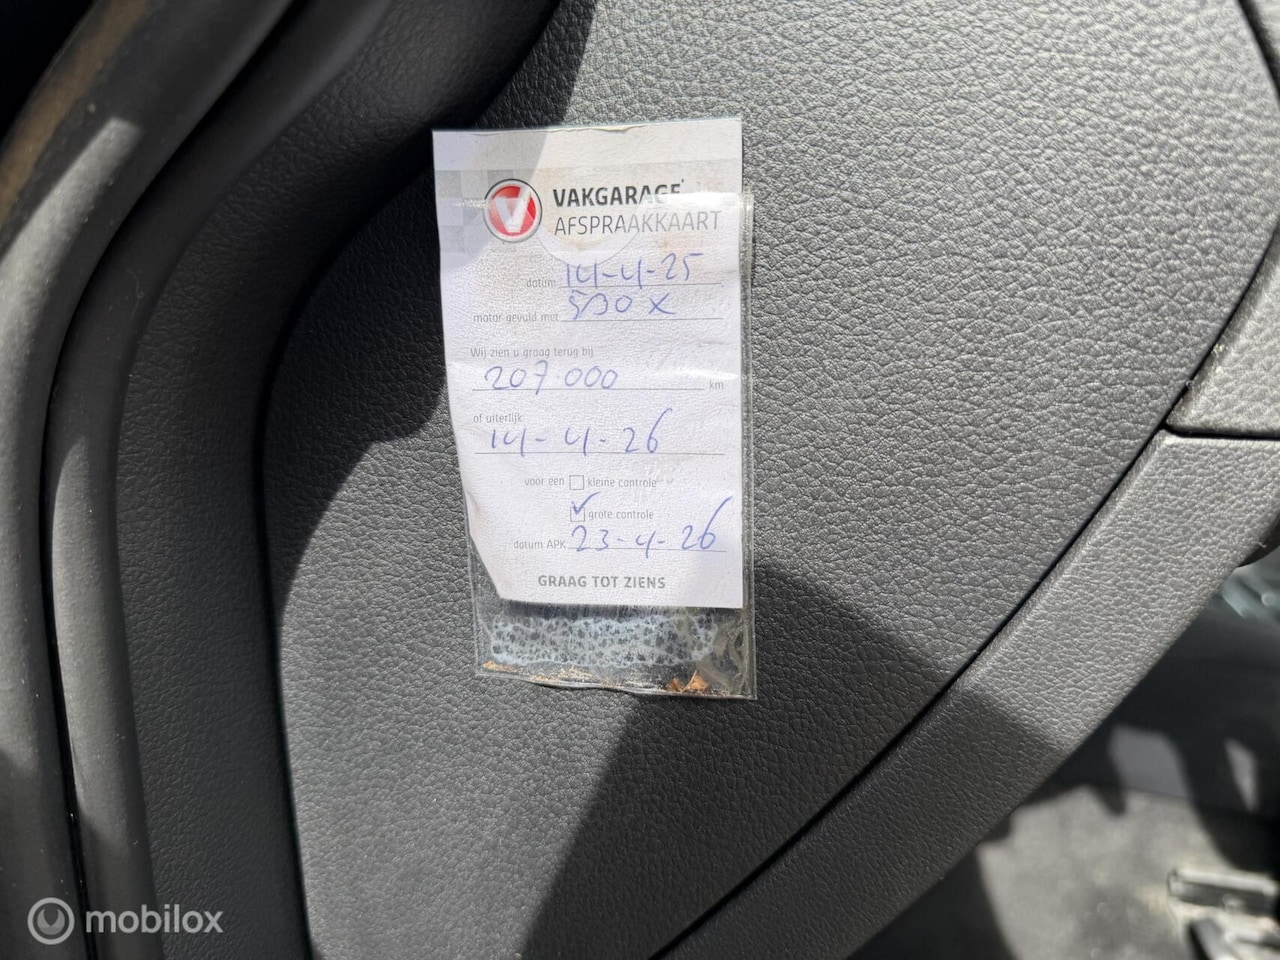 VAKGARAGE
AFSPRAAKKAART
datum 14-4-25
motor gevuld met 530 x
Wij zien u graag terug bij
207.000 km
of uiterlijk
14-4-26
voor een kleine controle
grote controle
datum APK 23-4-26
GRAAG TOT ZIENS
mobilox